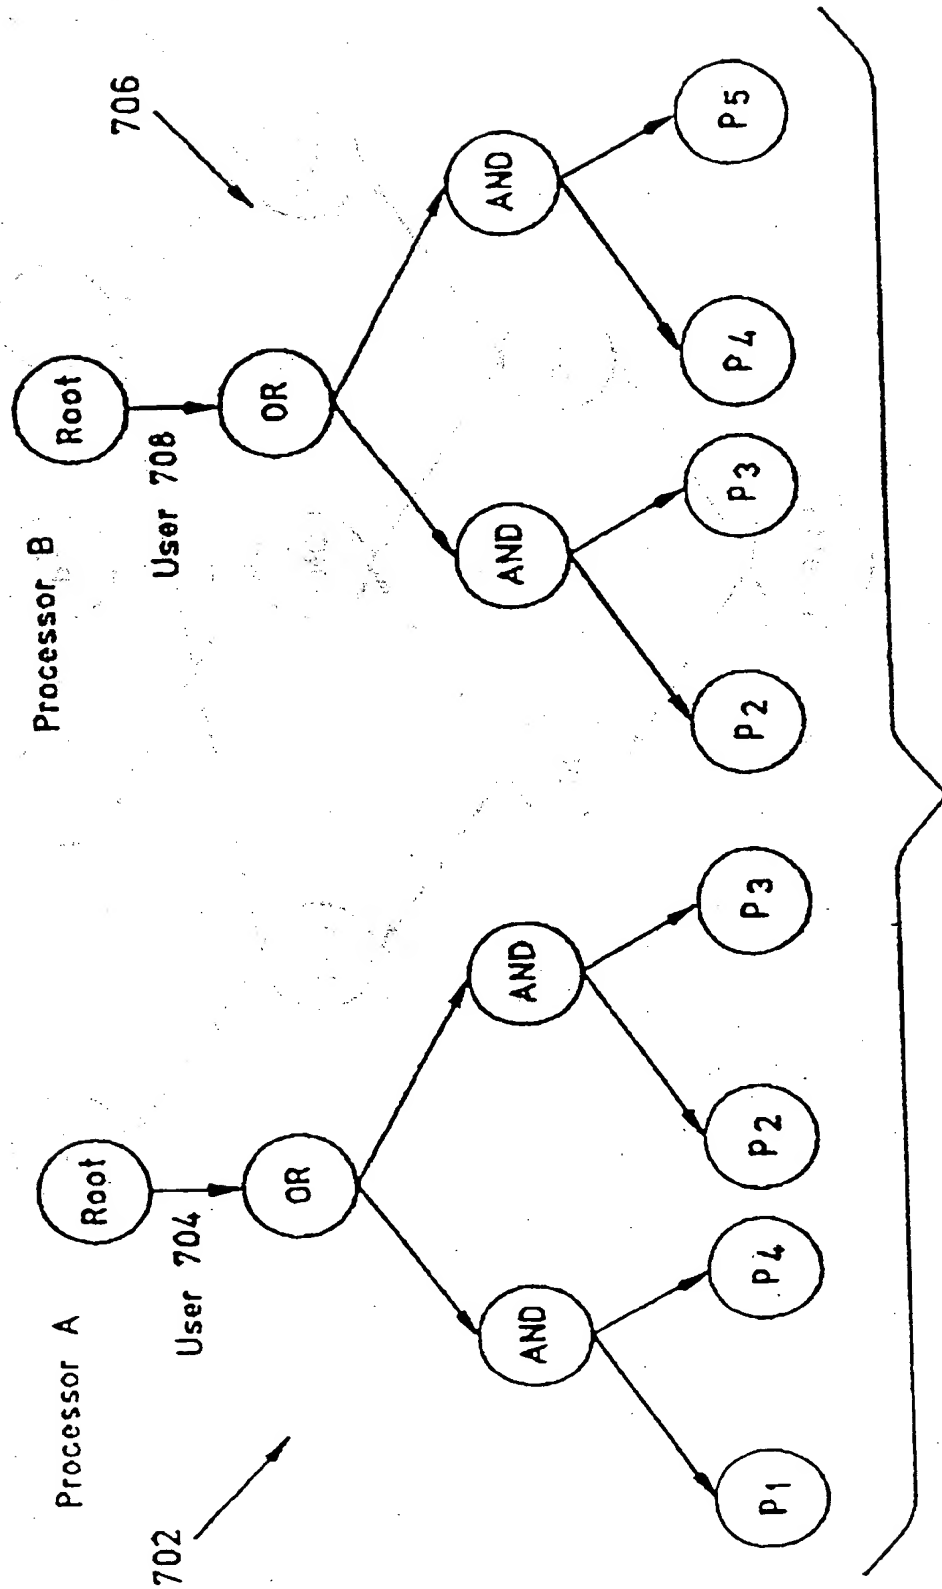 Processor A
702
User 704
Root
OR
AND
AND
P1
P4
P2
P3
Processor B
706
User 708
Root
OR
AND
AND
P2
P3
P4
P5